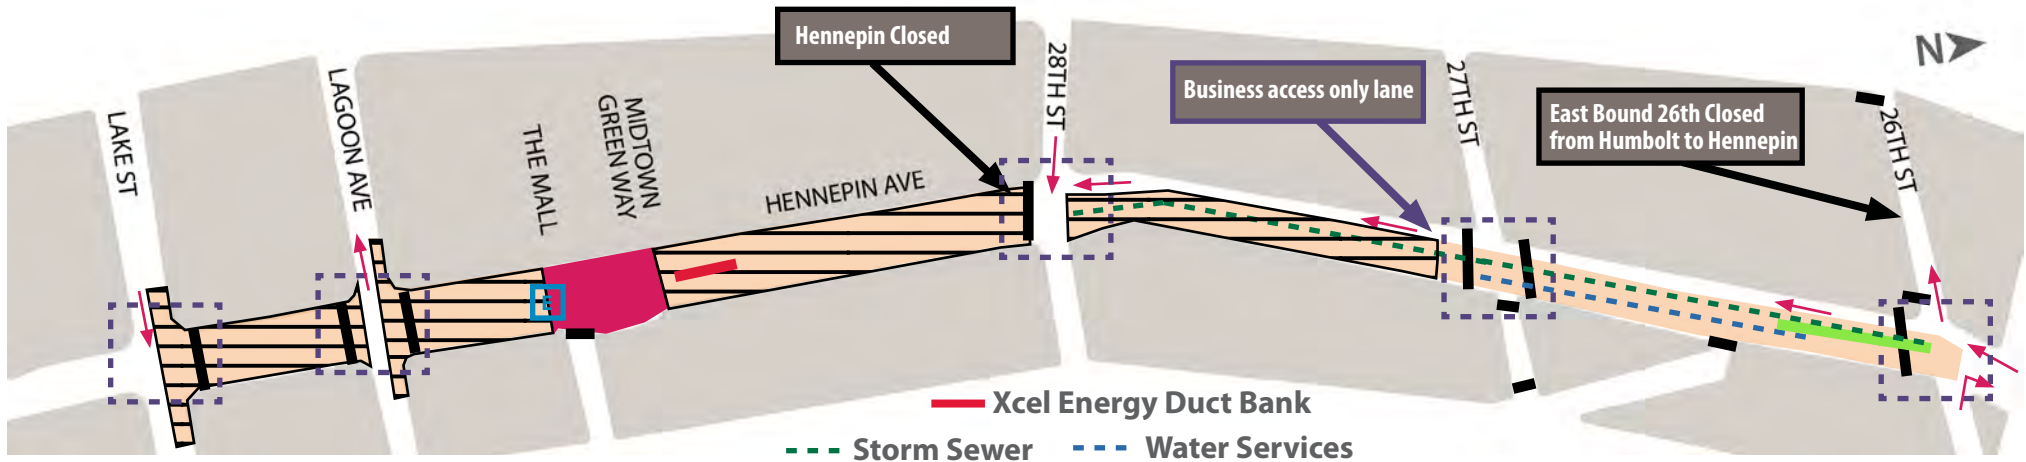 Hennepin Closed
Business access only lane
East Bound 26th Closed
from Humbolt to Hennepin
N
LAKE ST
LAGOON AVE
THE MALL
MIDTOWN
GREEN WAY
HENNEPIN AVE
28TH ST
27TH ST
26TH ST
Xcel Energy Duct Bank
Storm Sewer
Water Services